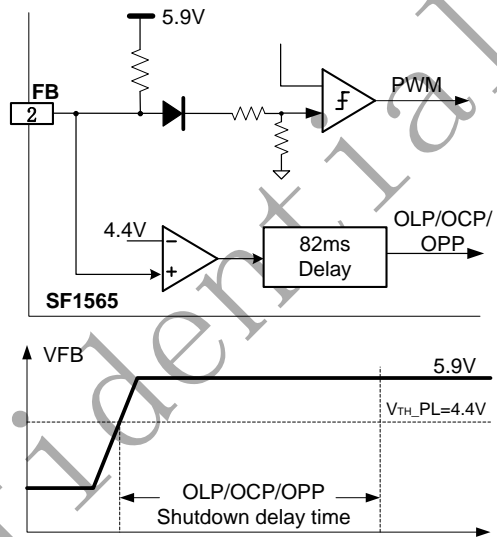 5.9V
FB
2
PWM
4.4V
−
+
82ms
Delay
OLP/OCP/
OPP
SF1565
VFB
5.9V
VTH_PL=4.4V
OLP/OCP/OPP
Shutdown delay time